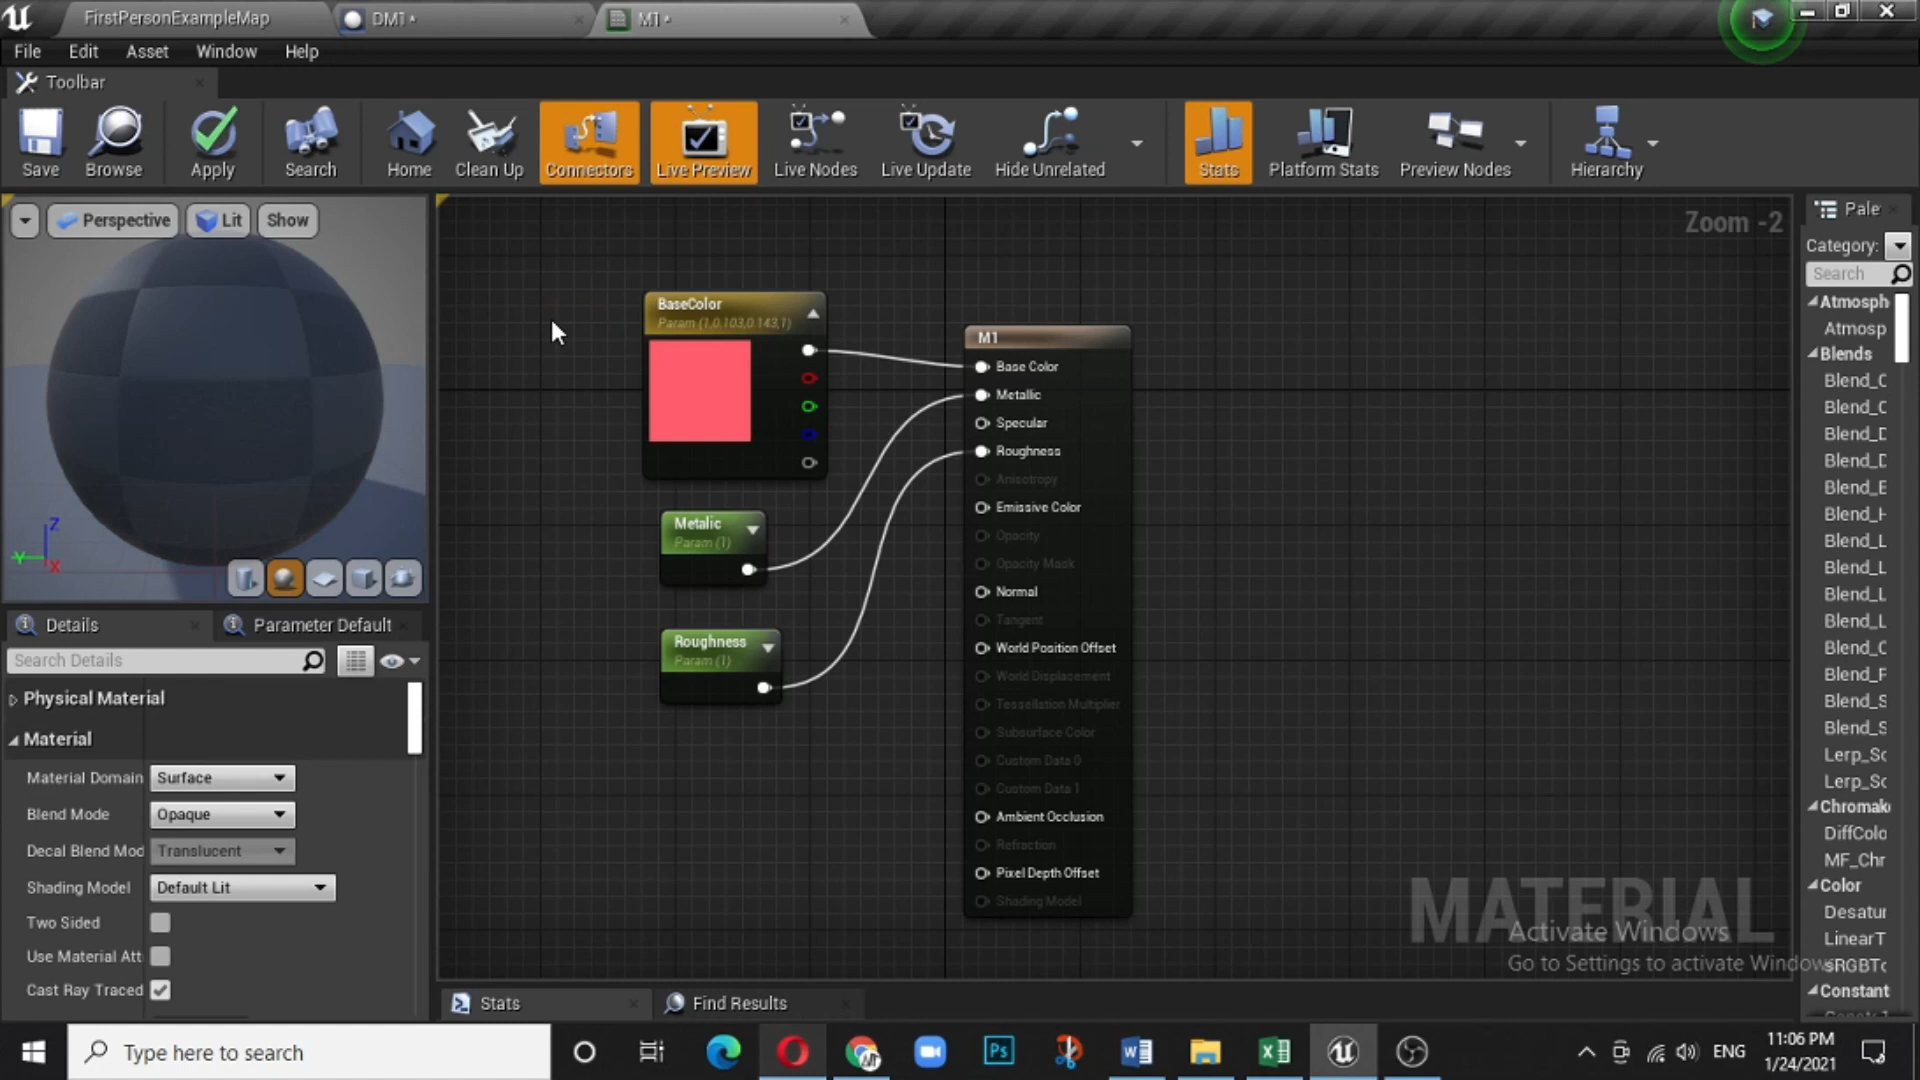 FirstPersonExampleMap
DM1*
M1*
File Edit Asset Window Help
Toolbar
Save Browse Apply Search Home Clean Up Connectors Live Preview Live Nodes Live Update Hide Unrelated Stats Platform Stats Preview Nodes Hierarchy
Perspective Lit Show
Zoom -2
Z
Y
X
BaseColor
Param (1,0.103,0.143,1)
Metalic
Param (1)
Roughness
Param (1)
M1
Base Color
Metallic
Specular
Roughness
Anisotropy
Emissive Color
Opacity
Opacity Mask
Normal
Tangent
World Position Offset
World Displacement
Tessellation Multiplier
Subsurface Color
Custom Data 0
Custom Data 1
Ambient Occlusion
Refraction
Pixel Depth Offset
Shading Model
MATERIAL
Activate Windows
Go to Settings to activate Windows
Details
Parameter Default
Search Details
Physical Material
Material
Material Domain Surface
Blend Mode Opaque
Decal Blend Mod Translucent
Shading Model Default Lit
Two Sided
Use Material Att
Cast Ray Traced
Pale
Category:
Search
Atmosph
Atmosp
Blends
Blend_C
Blend_C
Blend_D
Blend_D
Blend_E
Blend_H
Blend_L
Blend_L
Blend_L
Blend_L
Blend_C
Blend_F
Blend_S
Blend_S
Lerp_Sc
Lerp_Sc
Chromak
DiffColo
MF_Chr
Color
Desatur
LinearT
sRGBTo
Constant
Stats
Find Results
Type here to search
Ps
ENG
11:06 PM
1/24/2021